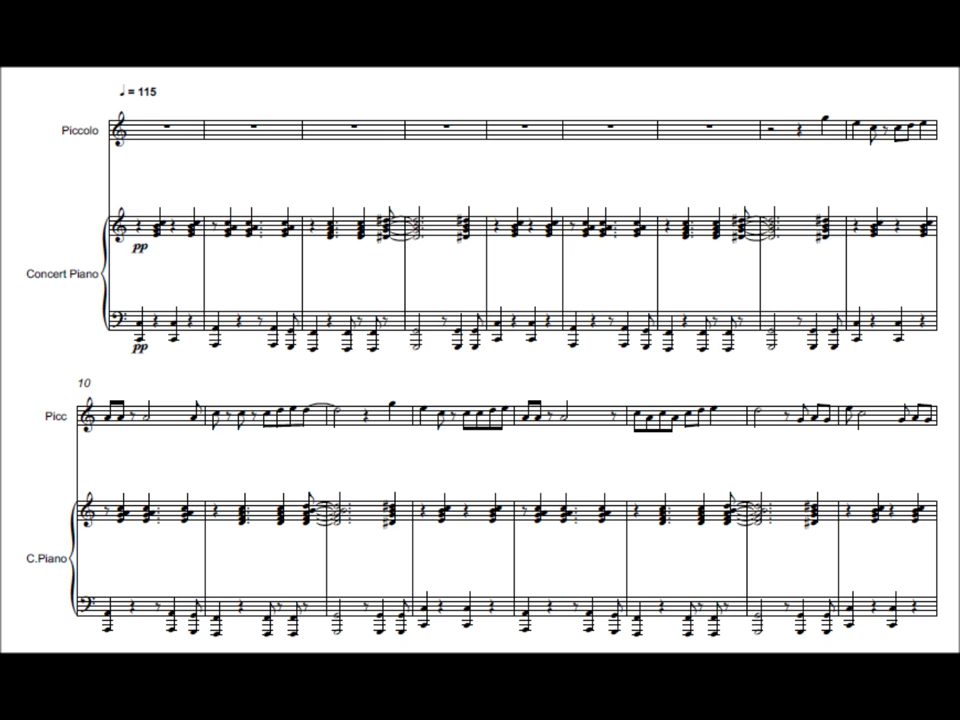 ♩ = 115
Piccolo
pp
Concert Piano
pp
10
Picc
C.Piano